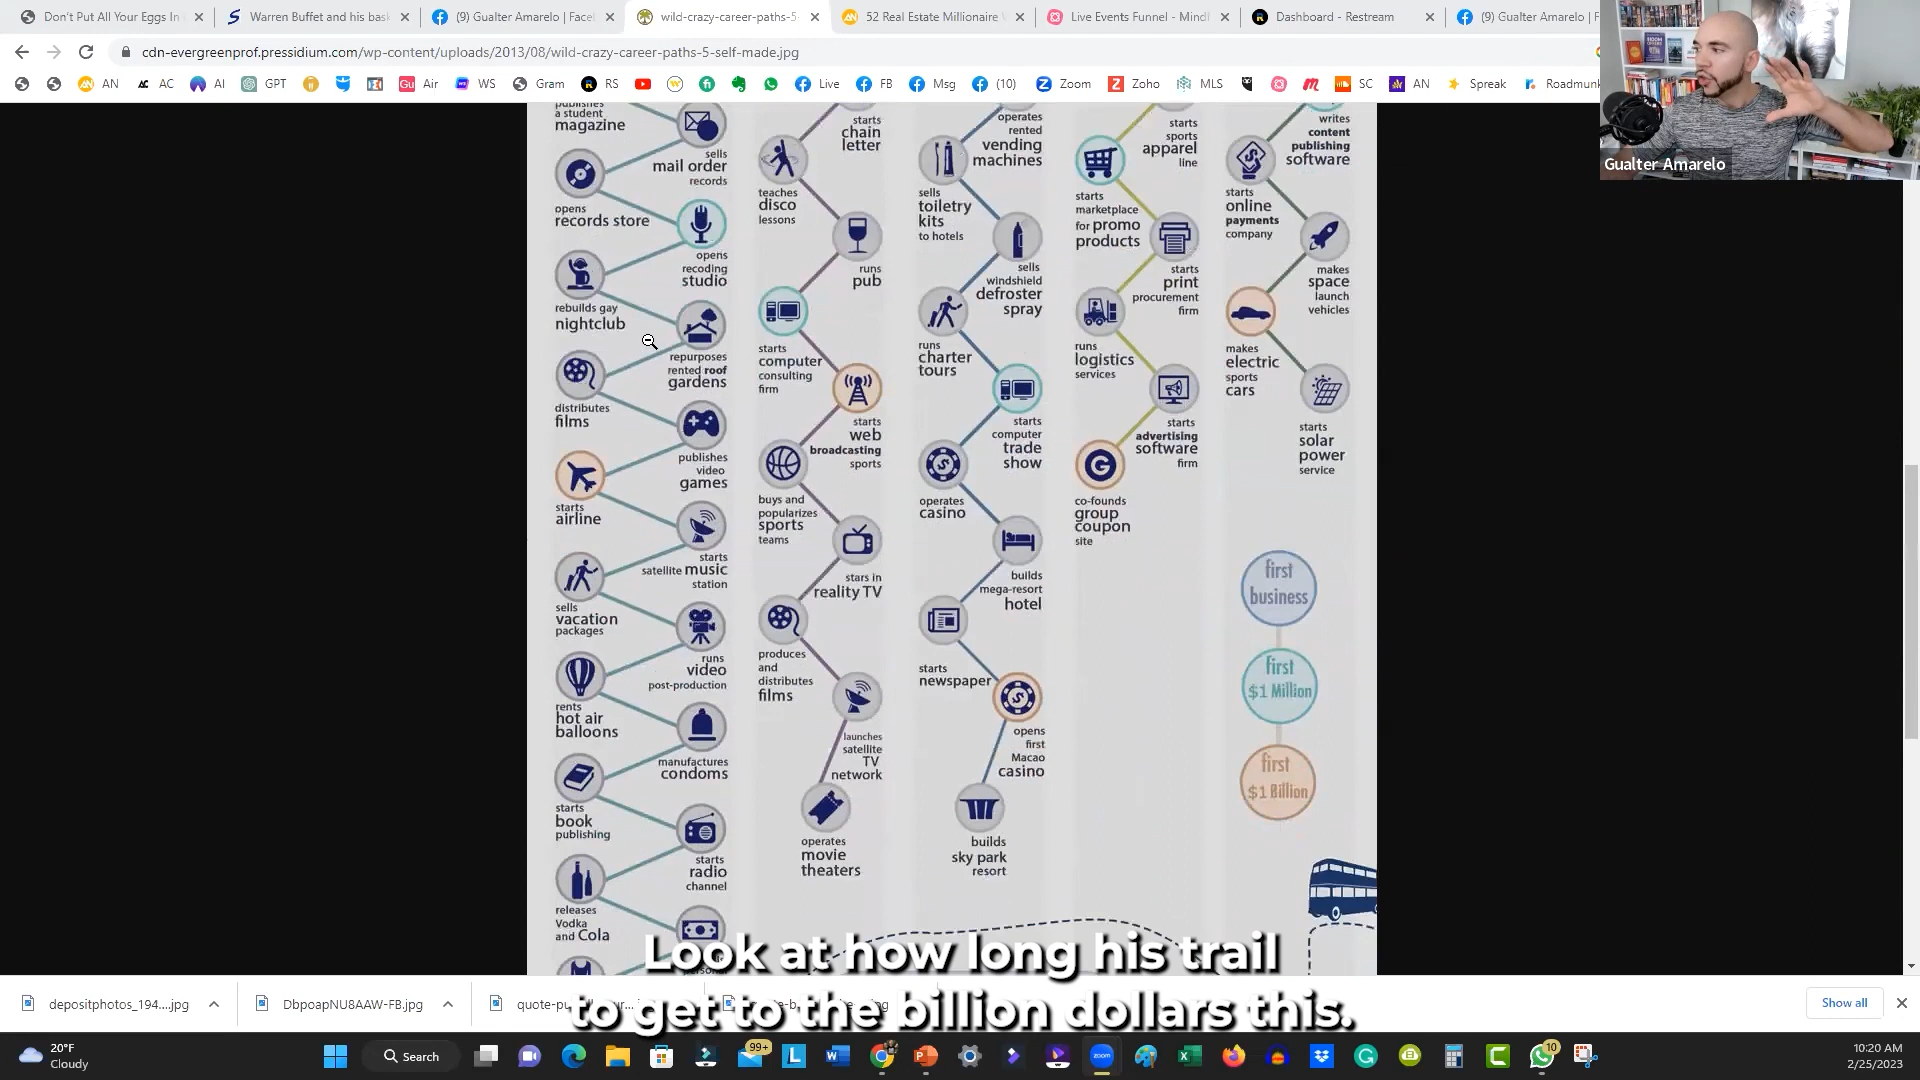 Don't Put All Your Eggs In
Warren Buffet and his bask
(9) Gualter Amarelo | Face
wild-crazy-career-paths-5
52 Real Estate Millionaire
Live Events Funnel - Mindf
Dashboard - Restream
(9) Gualter Amarelo | F
cdn-evergreenprof.pressidium.com/wp-content/uploads/2013/08/wild-crazy-career-paths-5-self-made.jpg
AN
AC
AI
GPT
Air
WS
Gram
RS
Live
FB
Msg
(10)
Zoom
Zoho
MLS
SC
AN
Spreak
Roadmun
Gualter Amarelo
publishes
a student
magazine
sells
mail order
records
opens
records store
opens
recoding
studio
rebuilds gay
nightclub
repurposes
rented roof
gardens
distributes
films
publishes
video
games
starts
airline
starts
satellite music
station
sells
vacation
packages
runs
video
post-production
rents
hot air
balloons
manufactures
condoms
starts
book
publishing
starts
radio
channel
releases
Vodka
and Cola
starts
chain
letter
teaches
disco
lessons
runs
pub
starts
computer
consulting
firm
starts
web
broadcasting
sports
buys and
popularizes
sports
teams
stars in
reality TV
produces
and
distributes
films
launches
satellite
TV
network
operates
movie
theaters
operates
rented
vending
machines
sells
toiletry
kits
to hotels
sells
windshield
defroster
spray
runs
charter
tours
starts
computer
trade
show
operates
casino
builds
mega-resort
hotel
starts
newspaper
opens
first
Macao
casino
builds
sky park
resort
starts
sports
apparel
line
starts
marketplace
for promo
products
starts
print
procurement
firm
runs
logistics
services
starts
advertising
software
firm
G
co-founds
group
coupon
site
writes
content
publishing
software
starts
online
payments
company
makes
space
launch
vehicles
makes
electric
sports
cars
starts
solar
power
service
first
business
first
$1 Million
first
$1 Billion
Look at how long his trail
to get to the billion dollars this.
depositphotos_194....jpg
DbpoapNU8AAW-FB.jpg
Show all
20°F
Cloudy
Search
99+
10
10:20 AM
2/25/2023